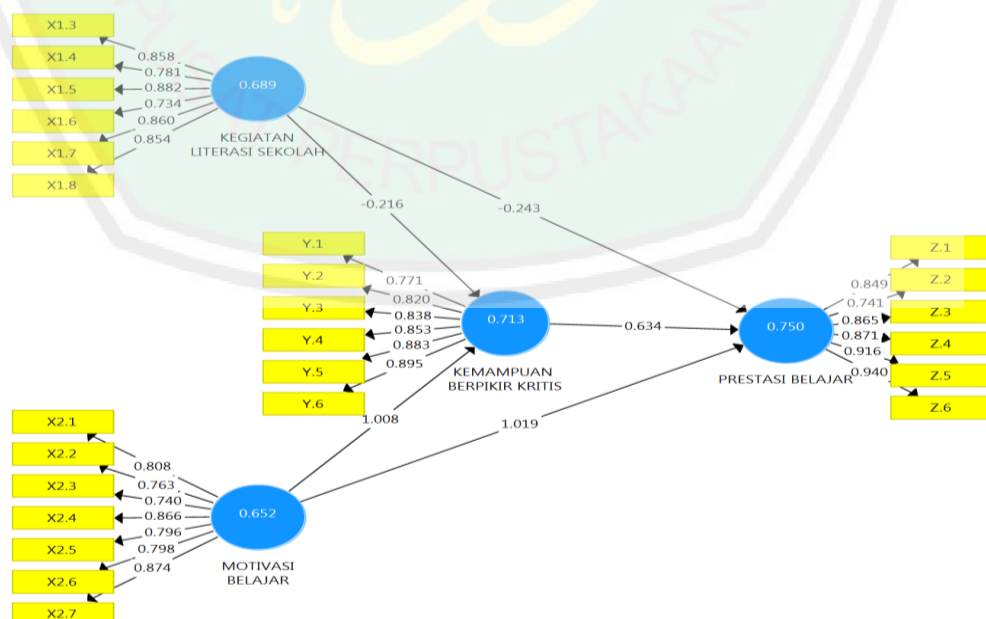 PUSAT PERPUSTAKAAN
X1.3
X1.4
X1.5
X1.6
X1.7
X1.8
0.858
0.781
0.882
0.734
0.860
0.854
0.689
KEGIATAN
LITERASI SEKOLAH
-0.216
-0.243
Y.1
Y.2
Y.3
Y.4
Y.5
Y.6
0.771
0.820
0.838
0.853
0.883
0.895
0.713
KEMAMPUAN
BERPIKIR KRITIS
0.634
0.750
PRESTASI BELAJAR
0.849
0.741
0.865
0.871
0.916
0.940
Z.1
Z.2
Z.3
Z.4
Z.5
Z.6
1.008
1.019
X2.1
X2.2
X2.3
X2.4
X2.5
X2.6
X2.7
0.808
0.763
0.740
0.866
0.796
0.798
0.874
0.652
MOTIVASI
BELAJAR